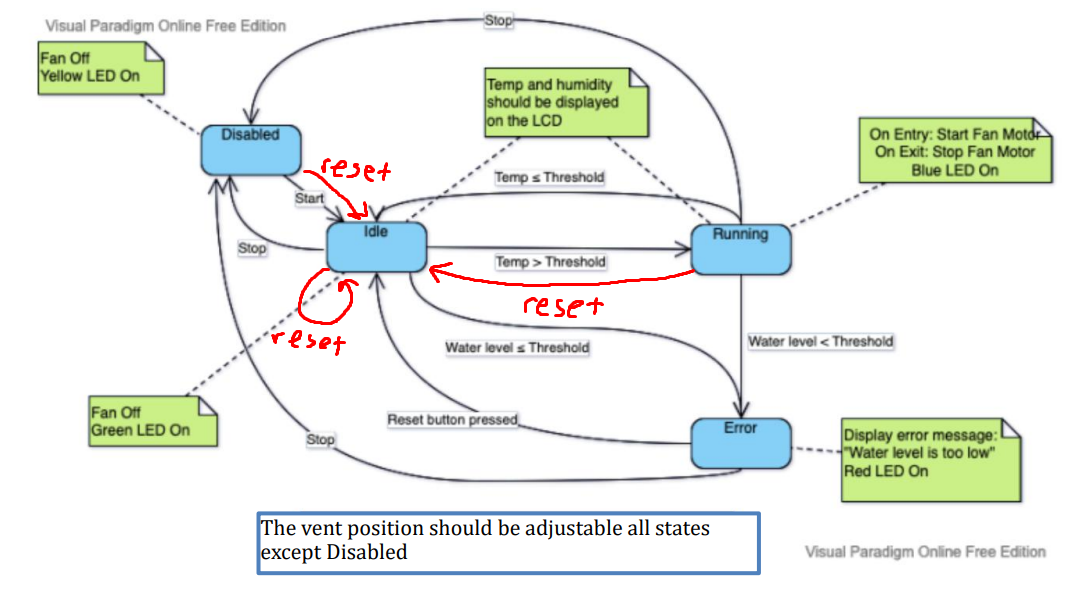 Visual Paradigm Online Free Edition
Stop
Fan Off
Yellow LED On
Temp and humidity
should be displayed
on the LCD
On Entry: Start Fan Motor
On Exit: Stop Fan Motor
Blue LED On
Disabled
reset
Temp ≤ Threshold
Start
Idle
Running
Stop
Temp > Threshold
reset
reset
Water level ≤ Threshold
Water level < Threshold
Fan Off
Green LED On
Reset button pressed
Error
Stop
Display error message:
"Water level is too low"
Red LED On
The vent position should be adjustable all states
except Disabled
Visual Paradigm Online Free Edition